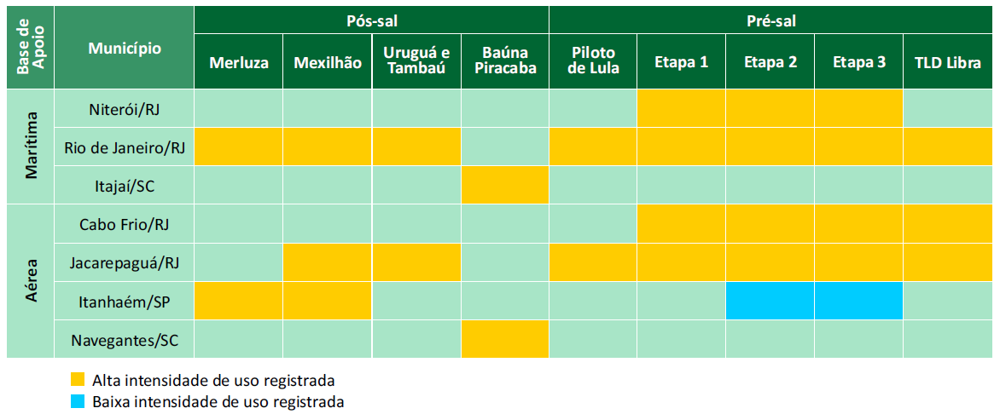 Base de
Apoio
Município
Pós-sal
Pré-sal
Merluza
Mexilhão
Uruguá e
Tambaú
Baúna
Piracaba
Piloto
de Lula
Etapa 1
Etapa 2
Etapa 3
TLD Libra
Marítima
Niterói/RJ
Rio de Janeiro/RJ
Itajaí/SC
Aérea
Cabo Frio/RJ
Jacarepaguá/RJ
Itanhaém/SP
Navegantes/SC
Alta intensidade de uso registrada
Baixa intensidade de uso registrada